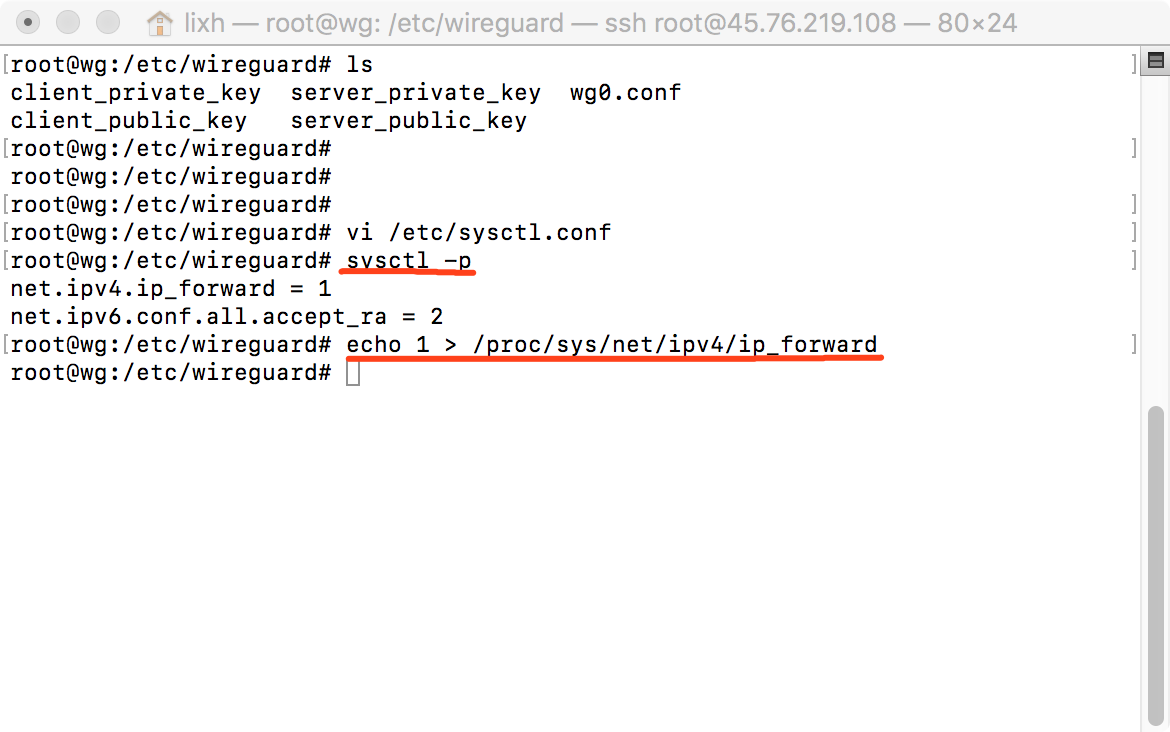 lixh — root@wg: /etc/wireguard — ssh root@45.76.219.108 — 80×24
[root@wg:/etc/wireguard# ls ]
client_private_key  server_private_key  wg0.conf
client_public_key   server_public_key
[root@wg:/etc/wireguard# ]
root@wg:/etc/wireguard#
[root@wg:/etc/wireguard# ]
[root@wg:/etc/wireguard# vi /etc/sysctl.conf ]
[root@wg:/etc/wireguard# sysctl -p ]
net.ipv4.ip_forward = 1
net.ipv6.conf.all.accept_ra = 2
[root@wg:/etc/wireguard# echo 1 > /proc/sys/net/ipv4/ip_forward ]
root@wg:/etc/wireguard#